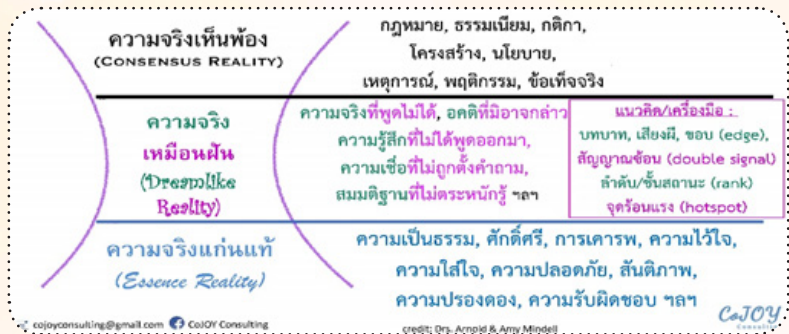 ความจริงเห็นพ้อง
(CONSENSUS REALITY)
กฎหมาย, ธรรมเนียม, กติกา,
โครงสร้าง, นโยบาย,
เหตุการณ์, พฤติกรรม, ข้อเท็จจริง
ความจริง
เหมือนฝัน
(Dreamlike
Reality)
ความจริงที่พูดไม่ได้, อคติที่มิอาจกล่าว
ความรู้สึกที่ไม่ได้พูดออกมา,
ความเชื่อที่ไม่ถูกตั้งคำถาม,
สมมติฐานที่ไม่ตระหนักรู้ ฯลฯ
แนวคิด/เครื่องมือ :
บทบาท, เสียงผี, ขอบ (edge),
สัญญาณซ้อน (double signal)
ลำดับ/ชั้นสถานะ (rank)
จุดร้อนแรง (hotspot)
ความจริงแก่นแท้
(Essence Reality)
ความเป็นธรรม, ศักดิ์ศรี, การเคารพ, ความไว้ใจ,
ความใส่ใจ, ความปลอดภัย, สันติภาพ,
ความปรองดอง, ความรับผิดชอบ ฯลฯ
cojoyconsulting@gmail.com CoJOY Consulting
credit: Drs. Arnold & Amy Mindell
CoJOY
Consulting